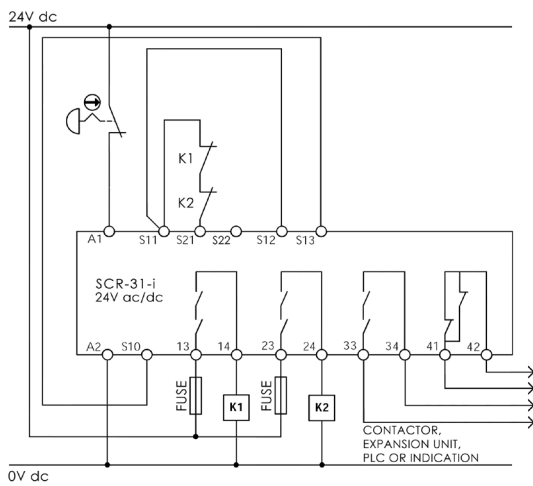 24V dc
K1
K2
A1 S11 S21 S22 S12 S13
SCR-31-i
24V ac/dc
A2 S10 13 14 23 24 33 34 41 42
FUSE K1 FUSE K2
CONTACTOR,
EXPANSION UNIT,
PLC OR INDICATION
0V dc